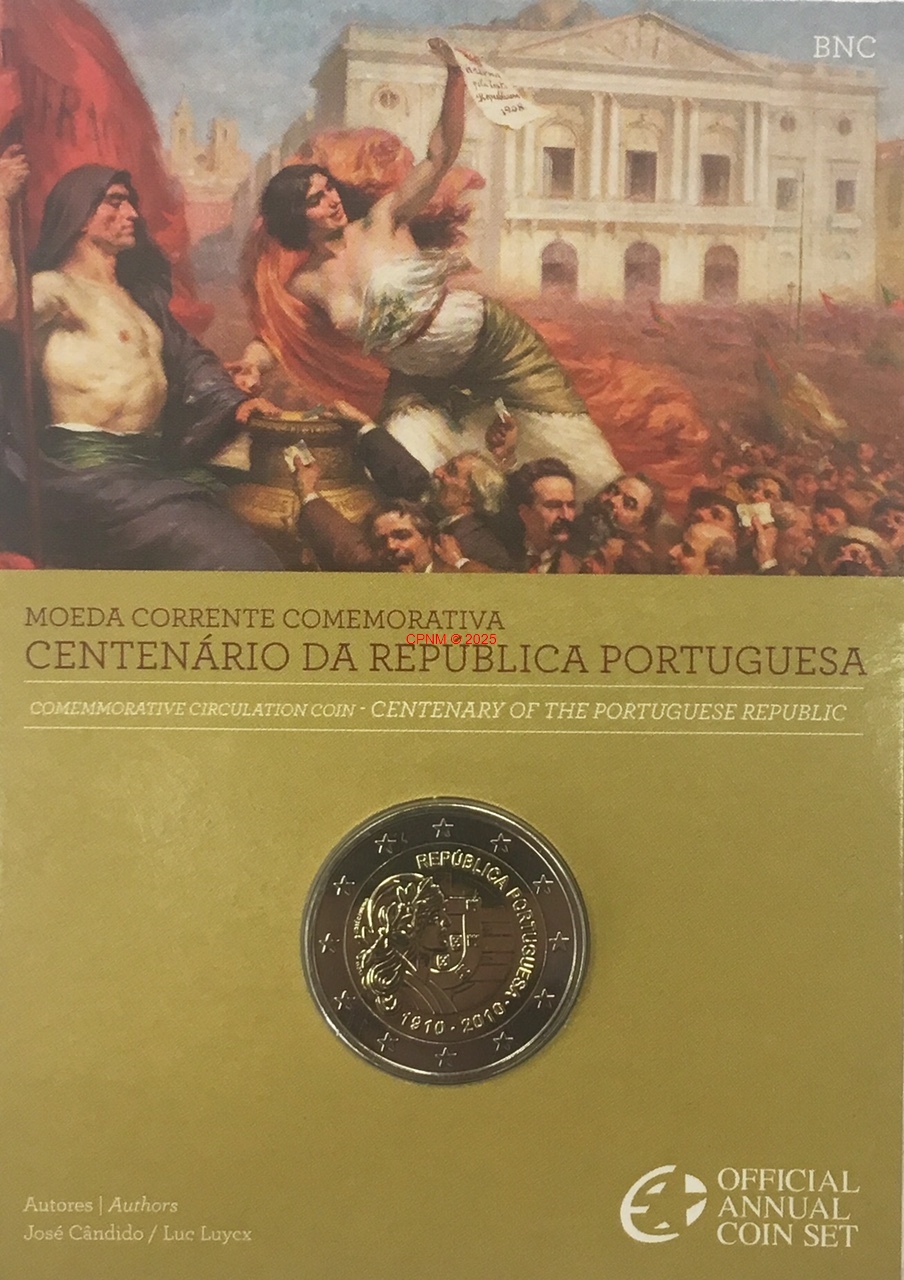 BNC
1908
MOEDA CORRENTE COMEMORATIVA
CPNM © 2025
CENTENÁRIO DA REPÚBLICA PORTUGUESA
COMEMMORATIVE CIRCULATION COIN - CENTENARY OF THE PORTUGUESE REPUBLIC
REPÚBLICA PORTUGUESA
1910 · 2010
Autores | Authors
José Cândido / Luc Luycx
OFFICIAL
ANNUAL
COIN SET